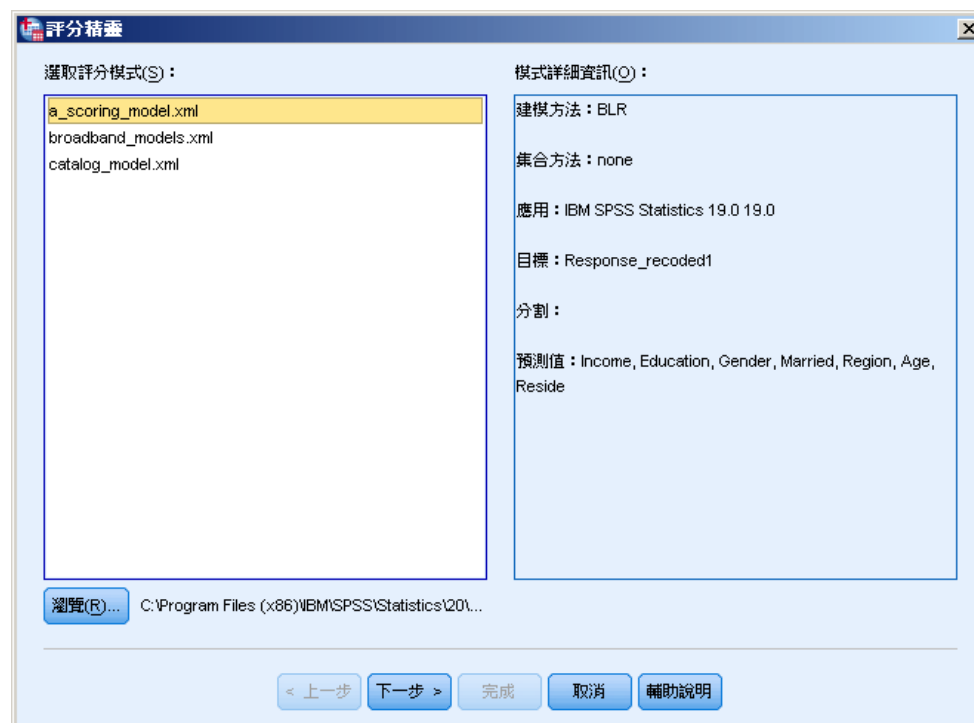 評分精靈
選取評分模式(S)：
a_scoring_model.xml
broadband_models.xml
catalog_model.xml
模式詳細資訊(O)：
建模方法：BLR
集合方法：none
應用：IBM SPSS Statistics 19.0 19.0
目標：Response_recoded1
分割：
預測值：Income, Education, Gender, Married, Region, Age,
Reside
瀏覽(R)... C:\Program Files (x86)\IBM\SPSS\Statistics\20\...
< 上一步 下一步 > 完成 取消 輔助說明